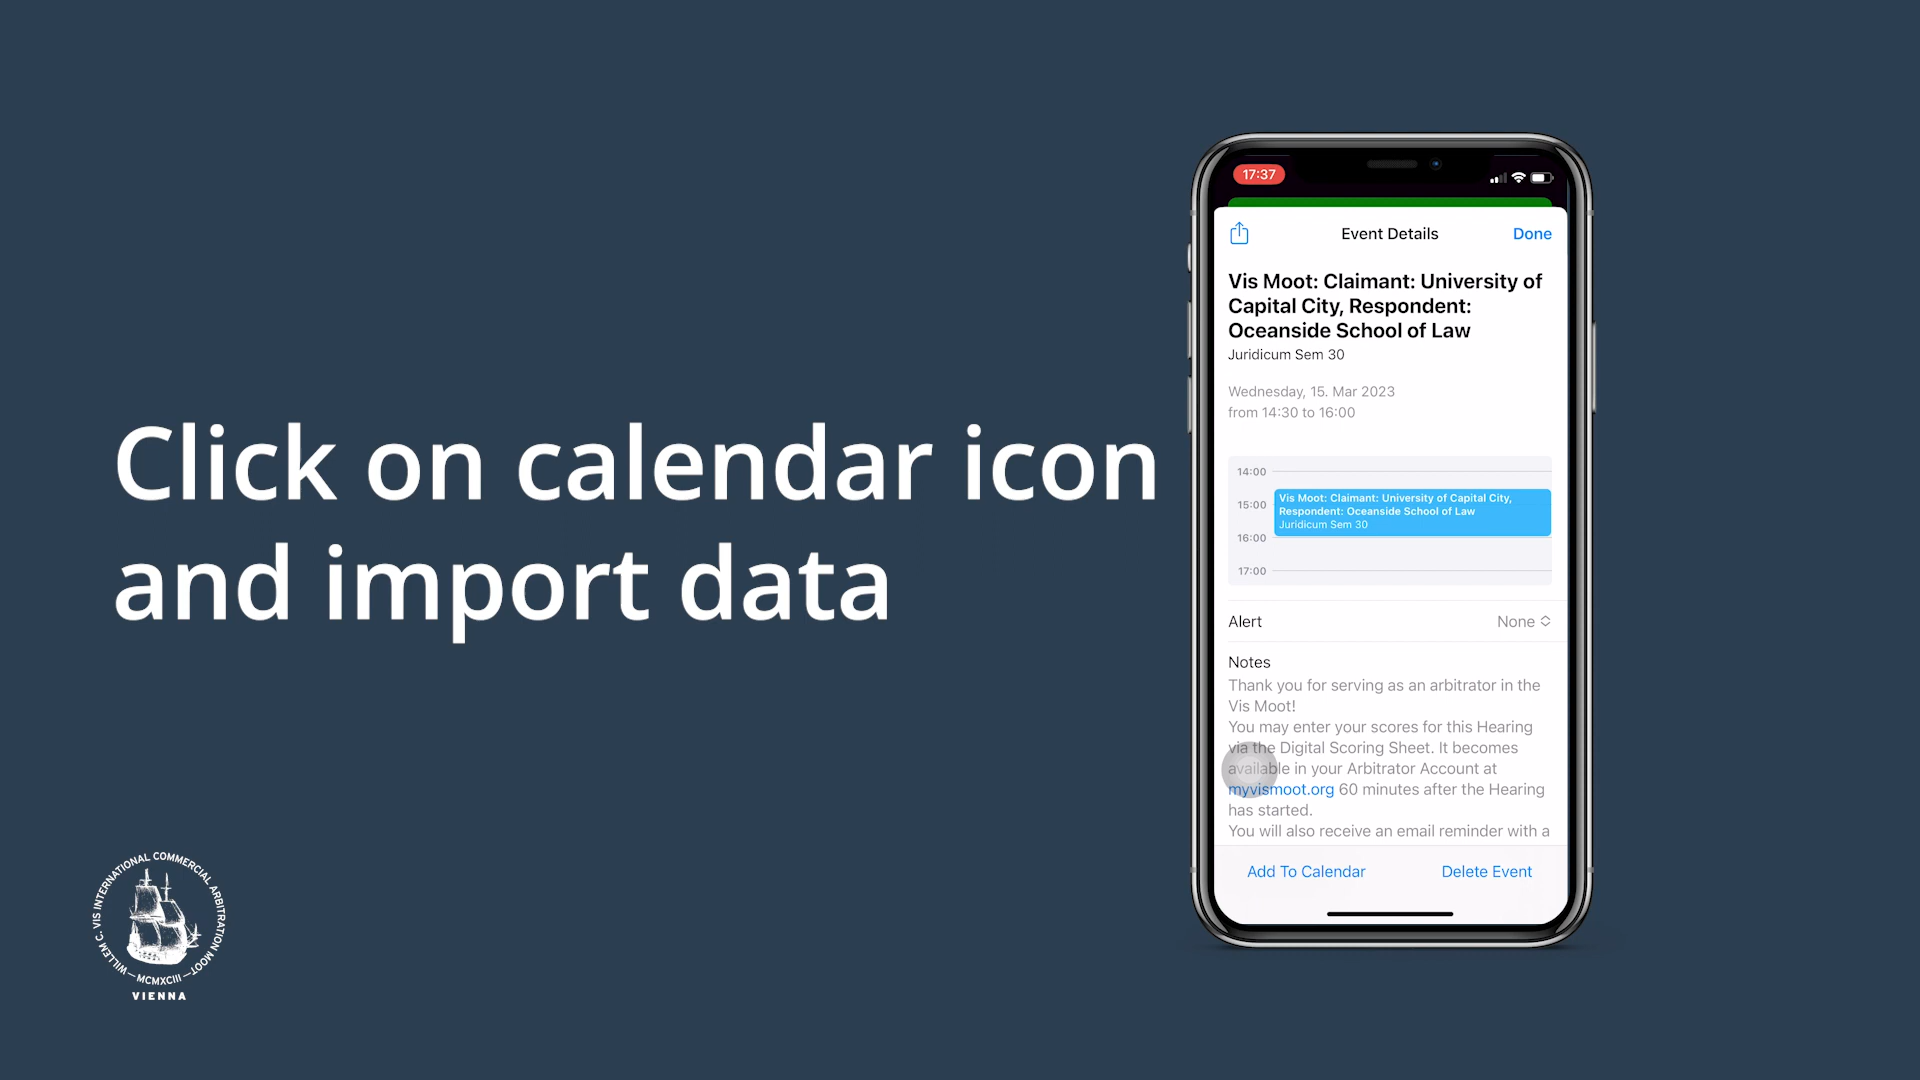 Click on calendar icon
and import data
WILLEM C. VIS INTERNATIONAL COMMERCIAL ARBITRATION MOOT
MCMXCIII
VIENNA
17:37
Event Details
Done
Vis Moot: Claimant: University of
Capital City, Respondent:
Oceanside School of Law
Juridicum Sem 30
Wednesday, 15. Mar 2023
from 14:30 to 16:00
14:00
15:00
Vis Moot: Claimant: University of Capital City,
Respondent: Oceanside School of Law
Juridicum Sem 30
16:00
17:00
Alert
None
Notes
Thank you for serving as an arbitrator in the
Vis Moot!
You may enter your scores for this Hearing
via the Digital Scoring Sheet. It becomes
available in your Arbitrator Account at
myvismoot.org 60 minutes after the Hearing
has started.
You will also receive an email reminder with a
Add To Calendar
Delete Event